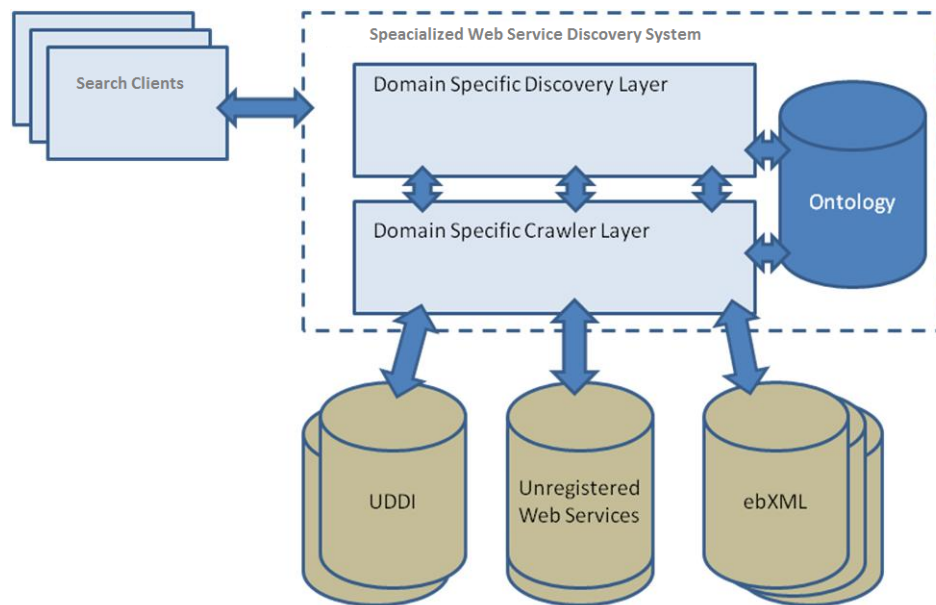 Speacialized Web Service Discovery System
Search Clients
Domain Specific Discovery Layer
Ontology
Domain Specific Crawler Layer
UDDI
Unregistered
Web Services
ebXML